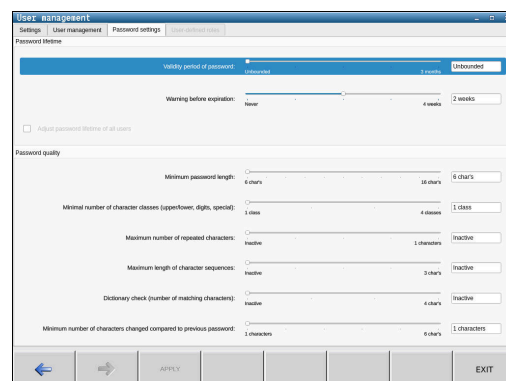 User management
Settings User management Password settings User-defined roles
Password lifetime
Validity period of password: Unbounded 3 months Unbounded
Warning before expiration: Never 4 weeks 2 weeks
Adjust password lifetime of all users
Password quality
Minimum password length: 6 char's 16 char's 6 char's
Minimal number of character classes (upper/lower, digits, special): 1 class 4 classes 1 class
Maximum number of repeated characters: Inactive 1 characters Inactive
Maximum length of character sequences: Inactive 3 char's Inactive
Dictionary check (number of matching characters): Inactive 4 char's Inactive
Minimum number of characters changed compared to previous password: 1 characters 6 char's 1 characters
APPLY EXIT